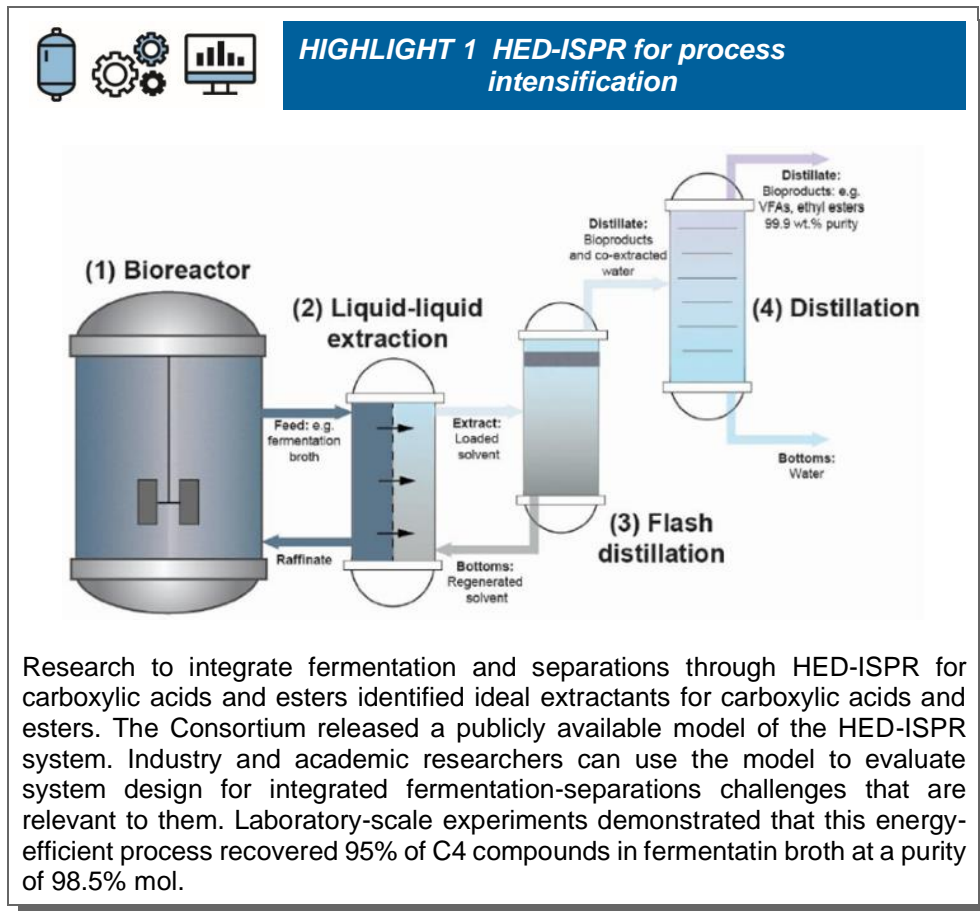 HIGHLIGHT 1 HED-ISPR for process
intensification
Distillate:
Bioproducts: e.g.
VFAs, ethyl esters
99.9 wt.% purity
Distillate:
Bioproducts
and co-extracted
water
(1) Bioreactor
(2) Liquid-liquid
extraction
(4) Distillation
Feed: e.g.
fermentation
broth
Extract:
Loaded
solvent
Bottoms:
Water
(3) Flash
distillation
Raffinate
Bottoms:
Regenerated
solvent
Research to integrate fermentation and separations through HED-ISPR for
carboxylic acids and esters identified ideal extractants for carboxylic acids and
esters. The Consortium released a publicly available model of the HED-ISPR
system. Industry and academic researchers can use the model to evaluate
system design for integrated fermentation-separations challenges that are
relevant to them. Laboratory-scale experiments demonstrated that this energy-
efficient process recovered 95% of C4 compounds in fermentatin broth at a purity
of 98.5% mol.